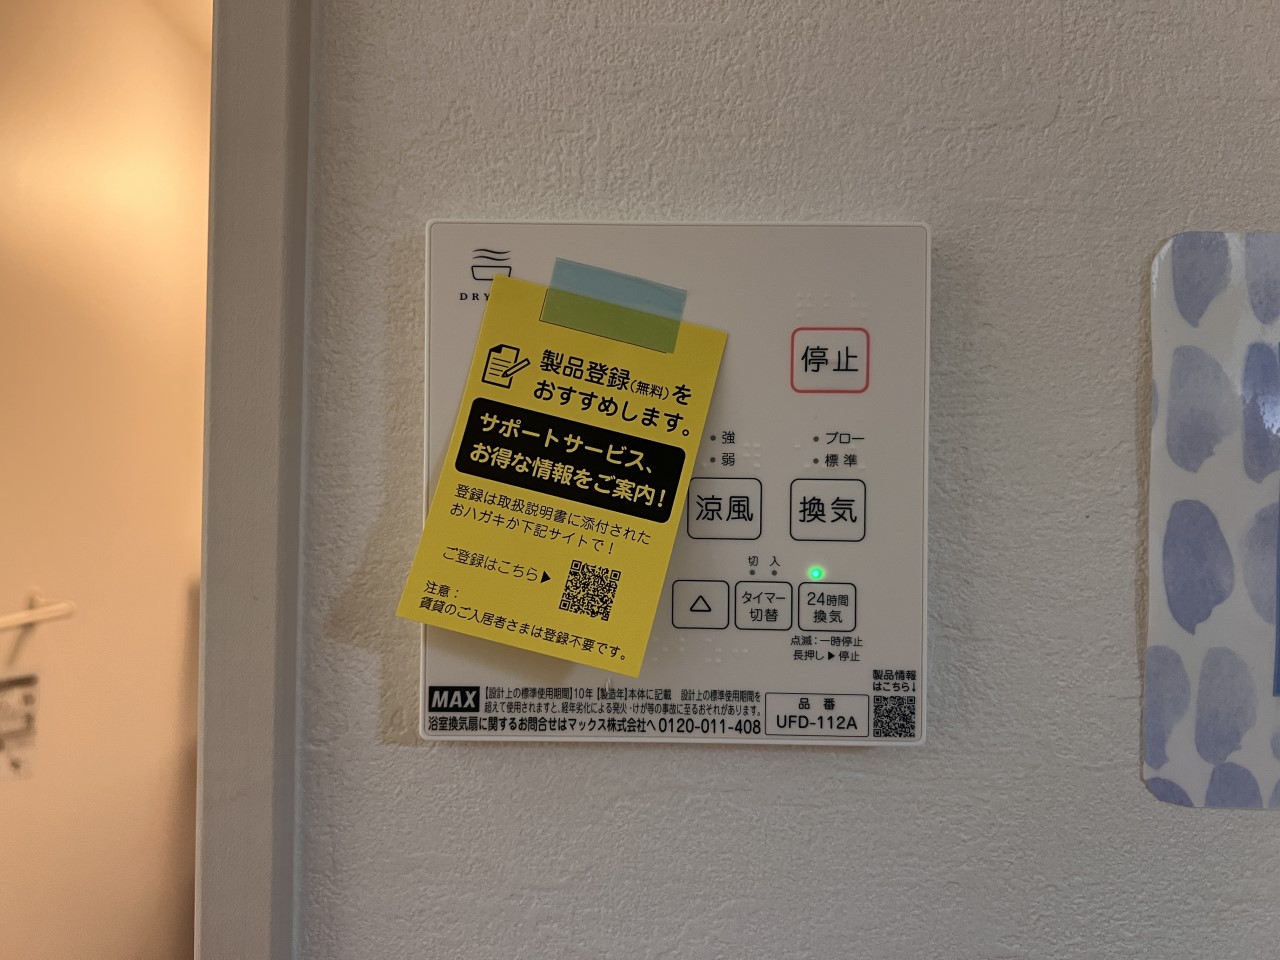 DRY
製品登録(無料)を
おすすめします。
サポートサービス、
お得な情報をご案内!
登録は取扱説明書に添付された
おハガキか下記サイトで!
ご登録はこちら▶
注意:
賃貸のご入居者さまは登録不要です。
停止
強
弱
涼風
ブロー
標準
換気
△
切 入
タイマー
切替
24時間
換気
点滅:一時停止
長押し▶停止
製品情報
はこちら↓
MAX
【設計上の標準使用期間】10年【製造年】本体に記載 設計上の標準使用期間を
超えて使用されますと、経年劣化による発火・けが等の事故に至るおそれがあります。
浴室換気扇に関するお問合せはマックス株式会社へ 0120-011-408
品番
UFD-112A